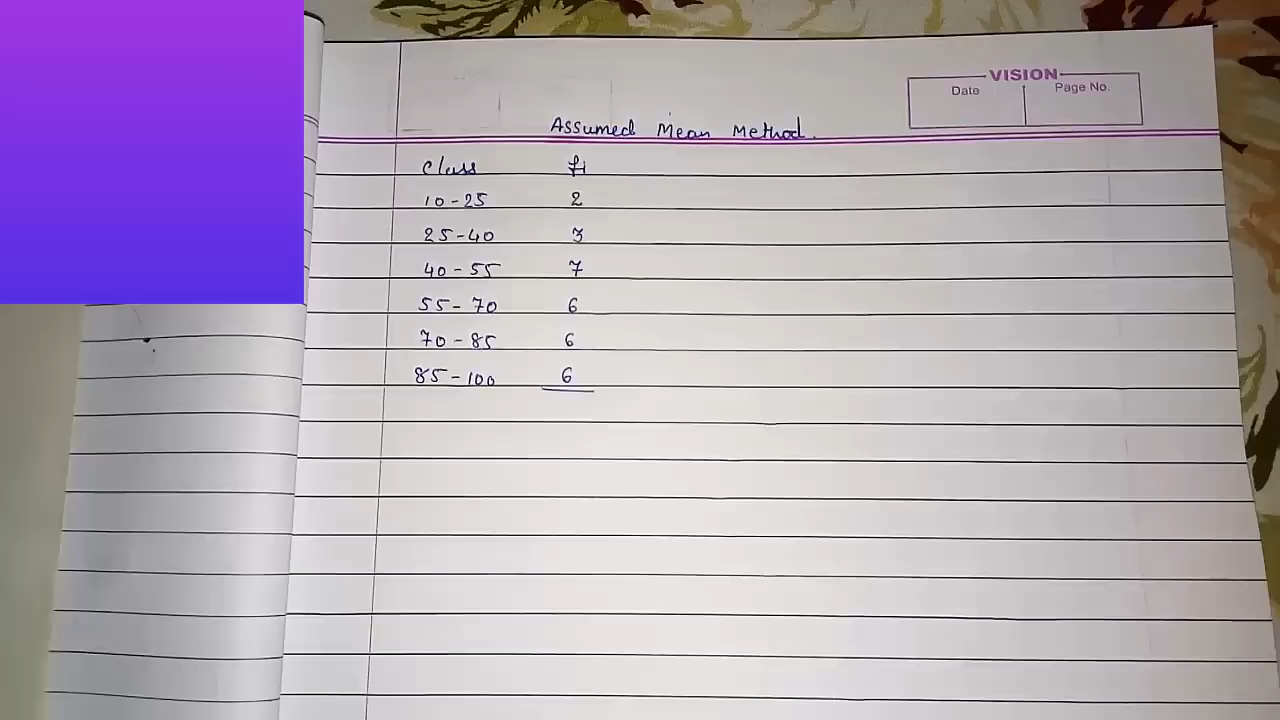 VISION
Date Page No.
Assumed Mean Method.
Class fi
10-25 2
25-40 3
40-55 7
55-70 6
70-85 6
85-100 6